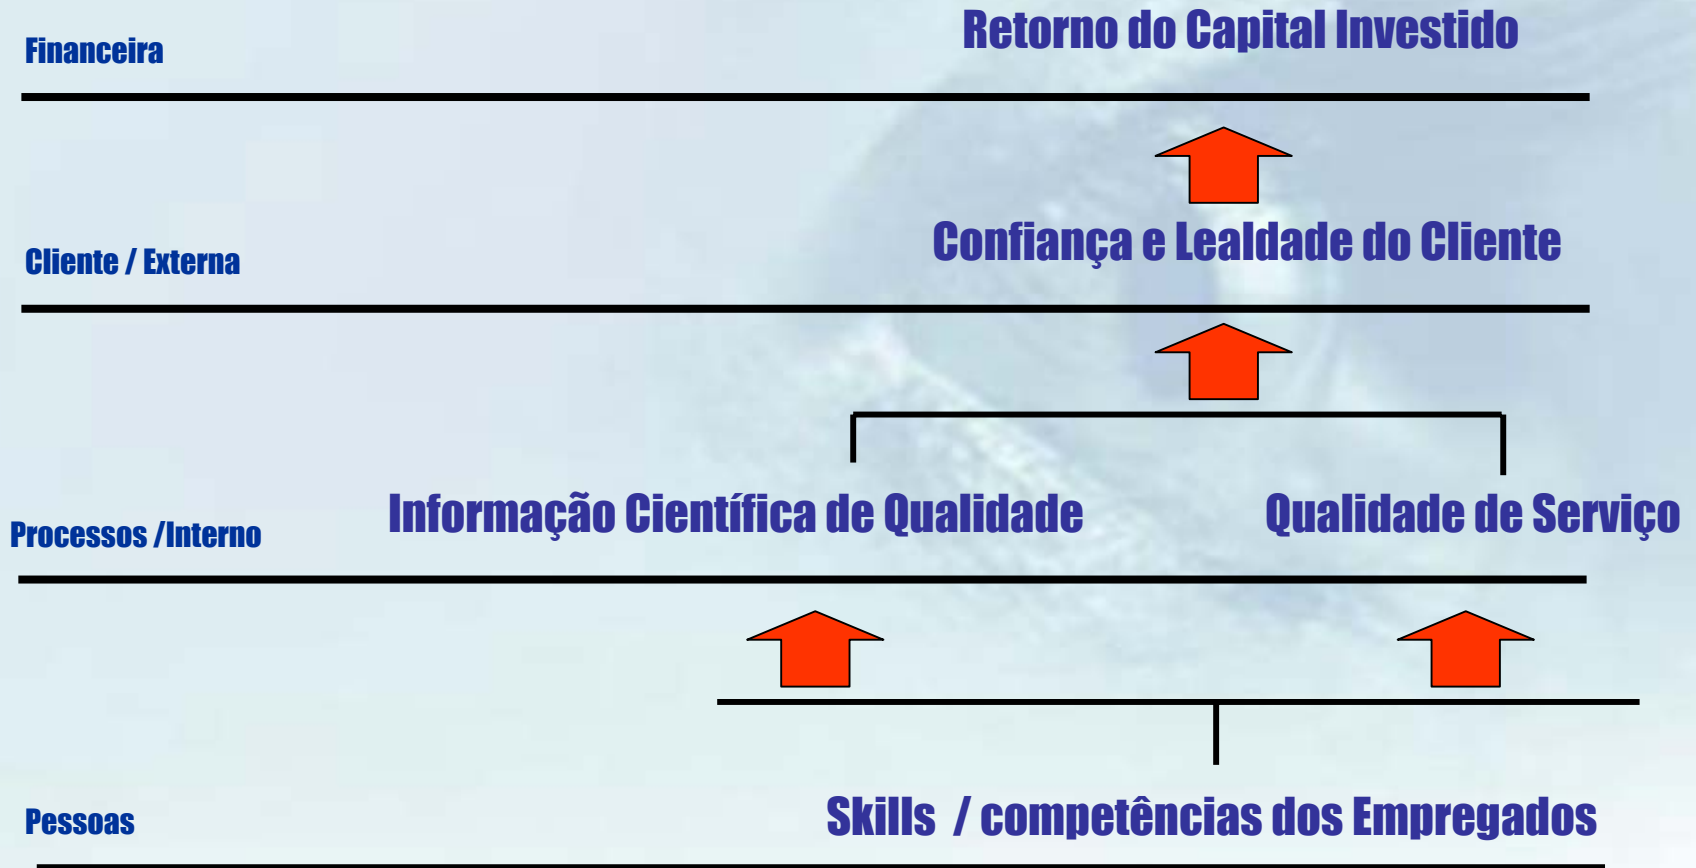 Retorno do Capital Investido
Financeira
Confiança e Lealdade do Cliente
Cliente / Externa
Informação Científica de Qualidade
Qualidade de Serviço
Processos /Interno
Skills / competências dos Empregados
Pessoas